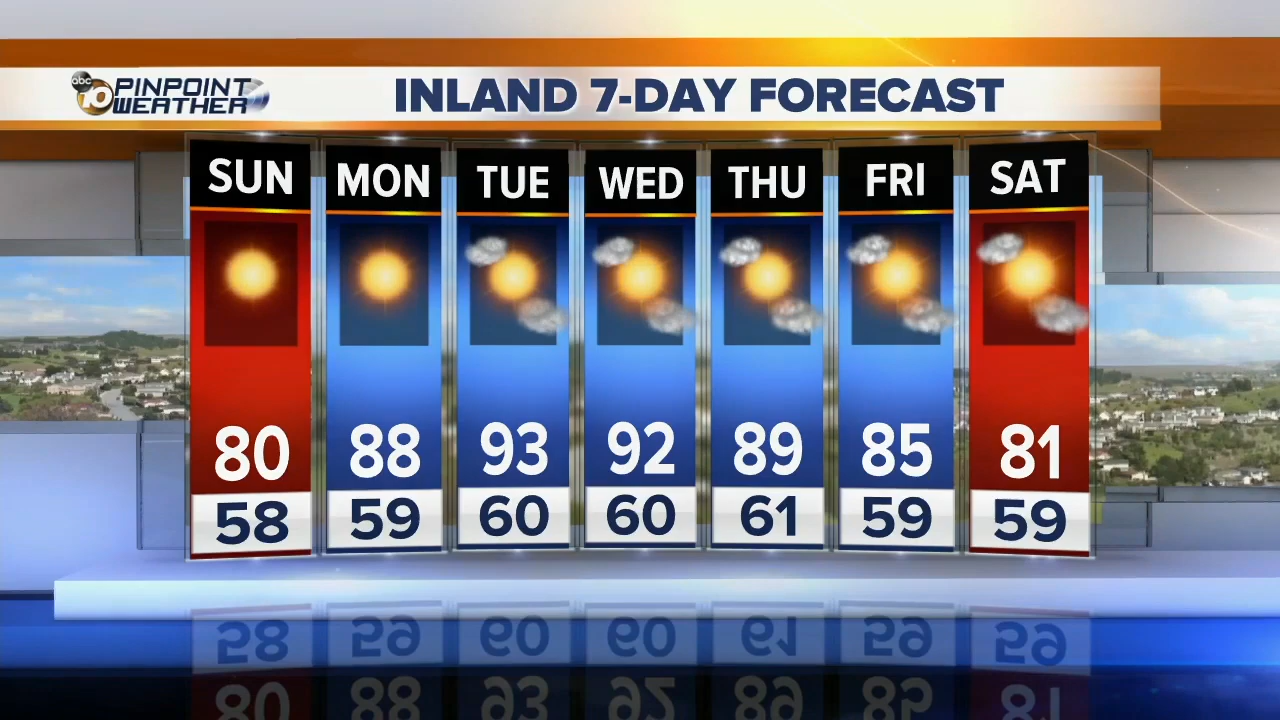 abc
10
PINPOINT
WEATHER
INLAND 7-DAY FORECAST
SUN MON TUE WED THU FRI SAT
80 88 93 92 89 85 81
58 59 60 60 61 59 59